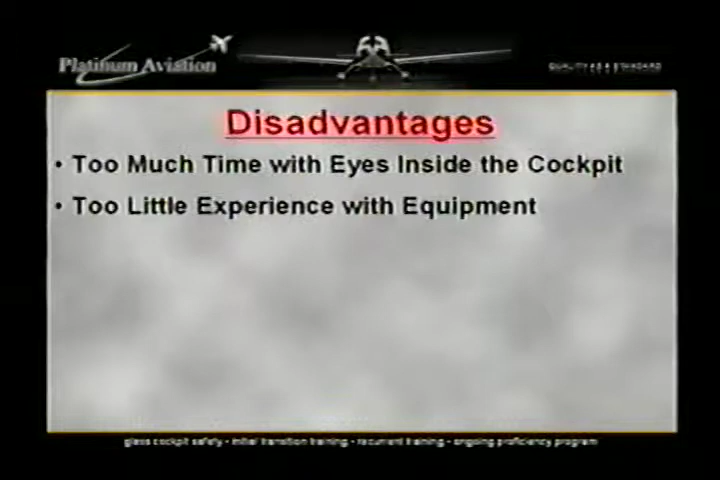 Platinum Aviation
QUALITY AS A STANDARD
Disadvantages
• Too Much Time with Eyes Inside the Cockpit
• Too Little Experience with Equipment
glass cockpit safety - initial transition training - recurrent training - ongoing proficiency program